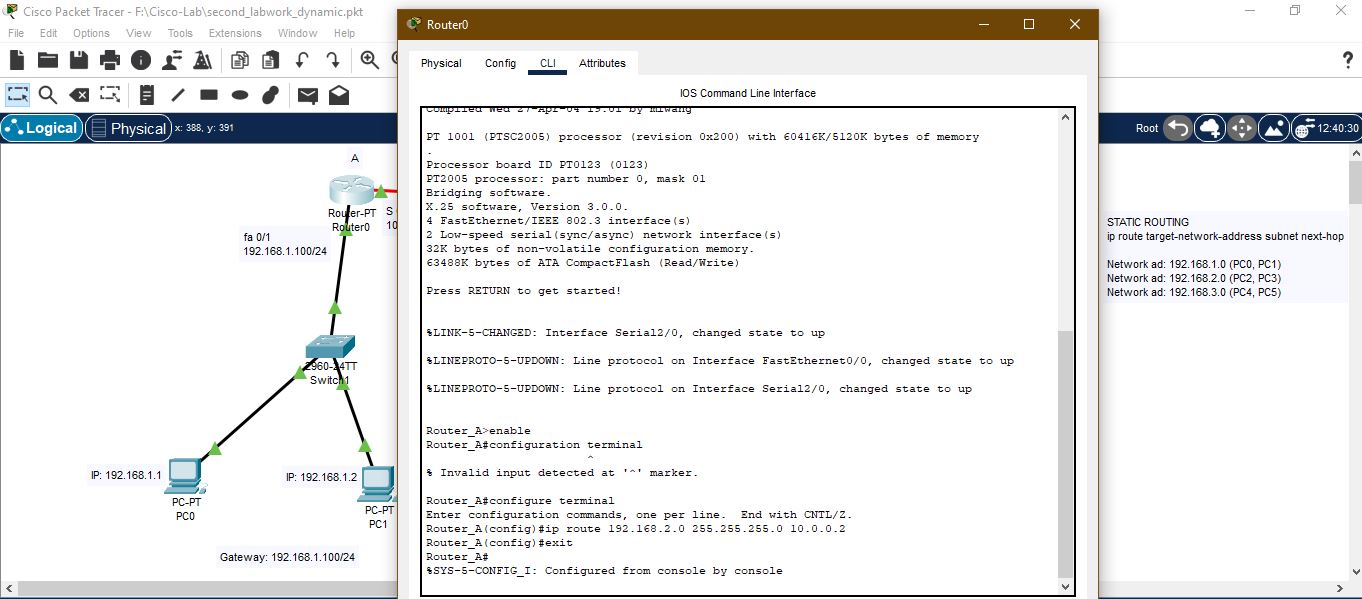 Cisco Packet Tracer - F:\Cisco-Lab\second_labwork_dynamic.pkt
File Edit Options View Tools Extensions Window Help
Logical Physical x: 388, y: 391
Root 12:40:30
A
Router-PT
Router0
S
10
fa 0/1
192.168.1.100/24
2960-24TT
Switch1
IP: 192.168.1.1
PC-PT
PC0
IP: 192.168.1.2
PC-PT
PC1
Gateway: 192.168.1.100/24
Router0
Physical Config CLI Attributes
IOS Command Line Interface
Compiled Wed 27-Apr-04 19:01 by miwang
PT 1001 (PTSC2005) processor (revision 0x200) with 60416K/5120K bytes of memory
.
Processor board ID PT0123 (0123)
PT2005 processor: part number 0, mask 01
Bridging software.
X.25 software, Version 3.0.0.
4 FastEthernet/IEEE 802.3 interface(s)
2 Low-speed serial(sync/async) network interface(s)
32K bytes of non-volatile configuration memory.
63488K bytes of ATA CompactFlash (Read/Write)
Press RETURN to get started!
%LINK-5-CHANGED: Interface Serial2/0, changed state to up
%LINEPROTO-5-UPDOWN: Line protocol on Interface FastEthernet0/0, changed state to up
%LINEPROTO-5-UPDOWN: Line protocol on Interface Serial2/0, changed state to up
Router_A>enable
Router_A#configuration terminal
^
% Invalid input detected at '^' marker.
Router_A#configure terminal
Enter configuration commands, one per line. End with CNTL/Z.
Router_A(config)#ip route 192.168.2.0 255.255.255.0 10.0.0.2
Router_A(config)#exit
Router_A#
%SYS-5-CONFIG_I: Configured from console by console
STATIC ROUTING
ip route target-network-address subnet next-hop
Network ad: 192.168.1.0 (PC0, PC1)
Network ad: 192.168.2.0 (PC2, PC3)
Network ad: 192.168.3.0 (PC4, PC5)